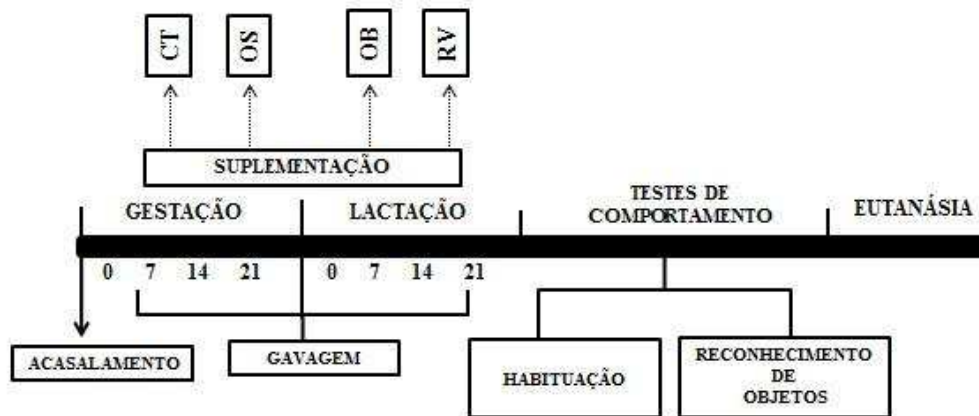 CT
OS
OB
RV
SUPLEMENTAÇÃO
GESTAÇÃO
LACTAÇÃO
TESTES DE
COMPORTAMENTO
EUTANÁSIA
0 7 14 21
0 7 14 21
ACASALAMENTO
GAVAGEM
HABITUAÇÃO
RECONHECIMENTO
DE
OBJETOS